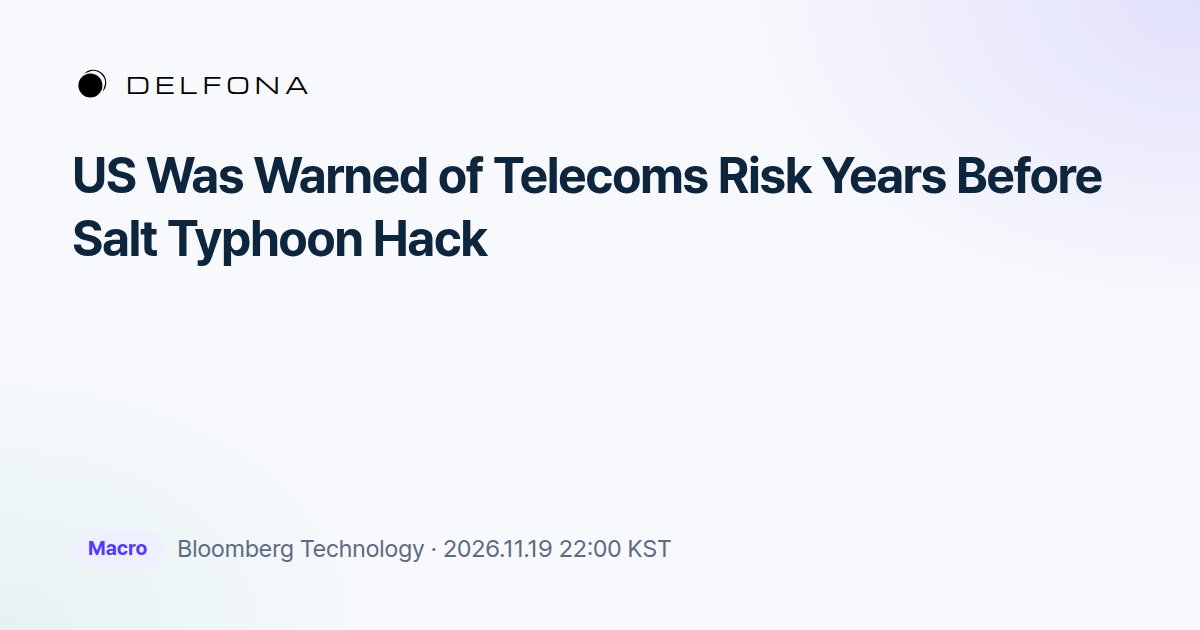 DELFONA
US Was Warned of Telecoms Risk Years Before
Salt Typhoon Hack
Macro Bloomberg Technology · 2026.11.19 22:00 KST